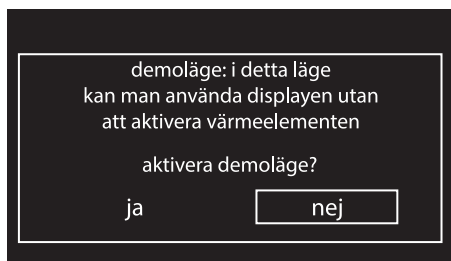 demoläge: i detta läge
kan man använda displayen utan
att aktivera värmeelementen
aktivera demoläge?
ja nej